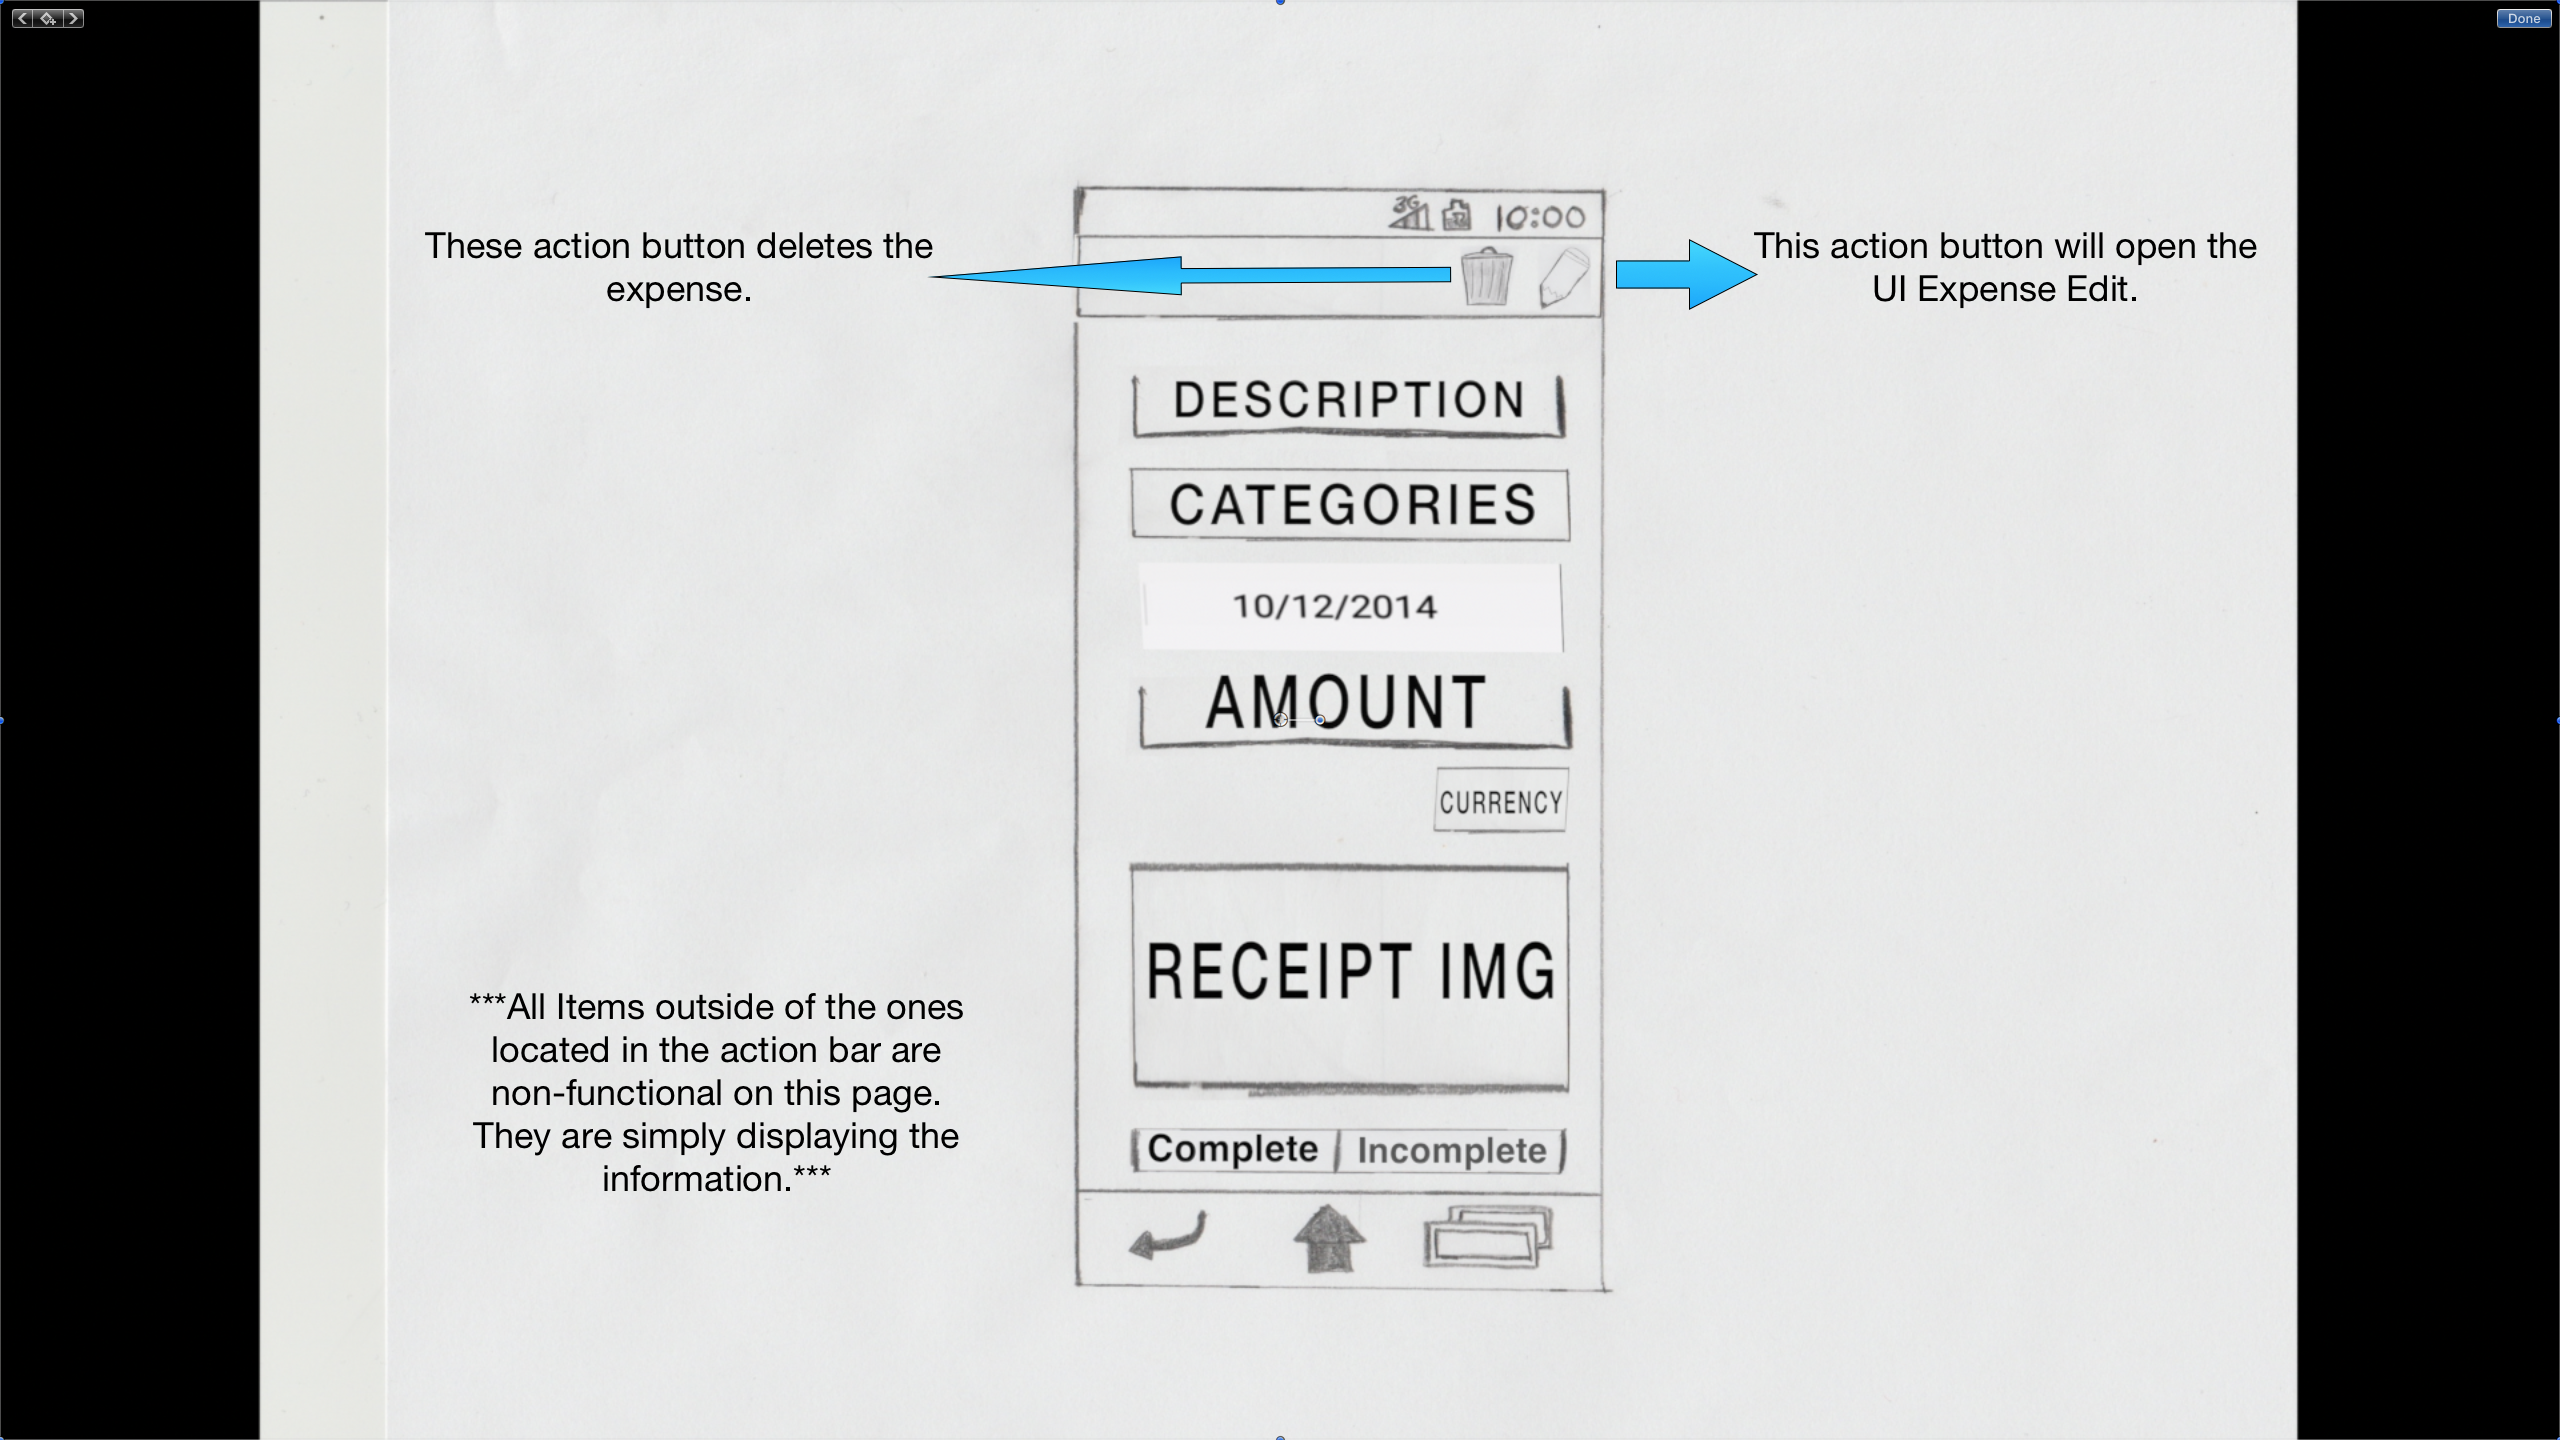 Done
3G 10:00
These action button deletes the
expense.
This action button will open the
UI Expense Edit.
DESCRIPTION
CATEGORIES
10/12/2014
AMOUNT
CURRENCY
RECEIPT IMG
***All Items outside of the ones
located in the action bar are
non-functional on this page.
They are simply displaying the
information.***
Complete Incomplete